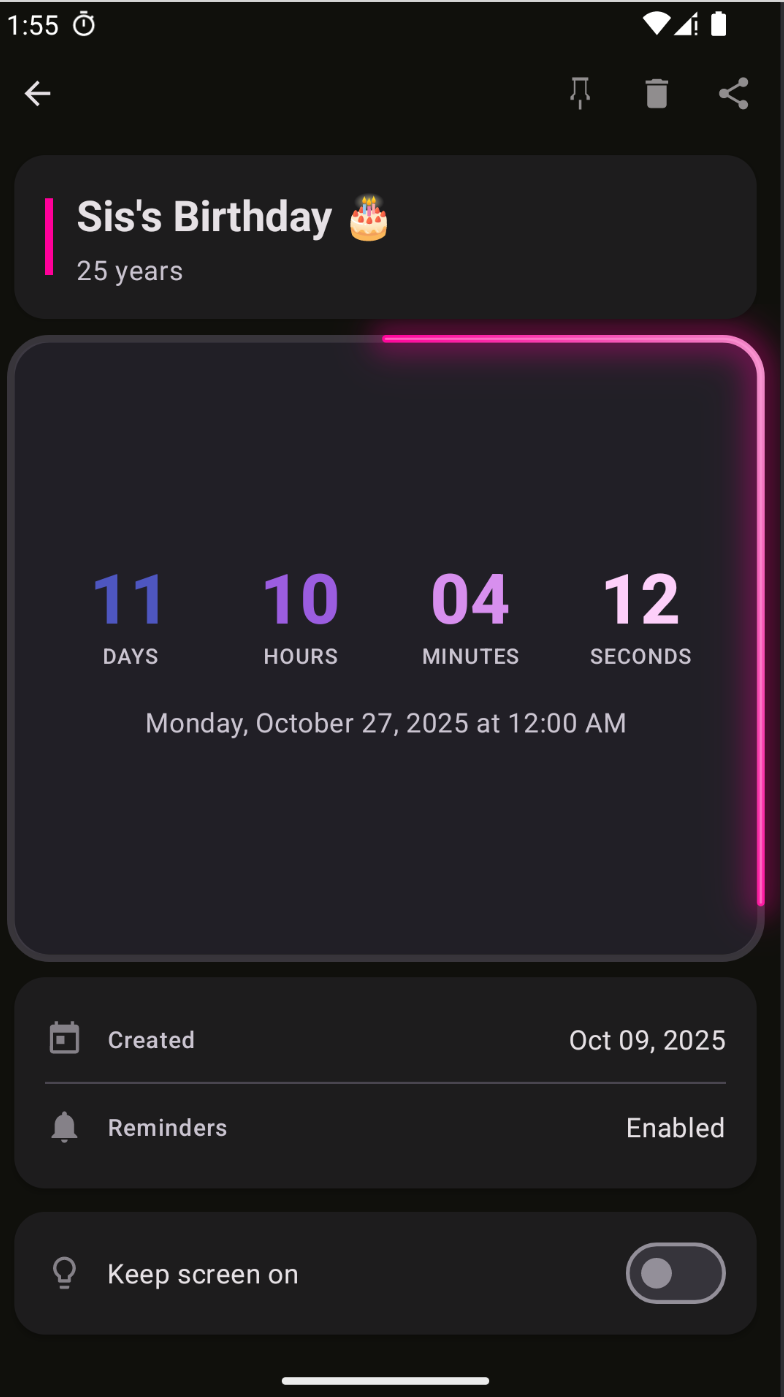 1:55
Sis's Birthday 🎂
25 years
11 10 04 12
DAYS HOURS MINUTES SECONDS
Monday, October 27, 2025 at 12:00 AM
Created Oct 09, 2025
Reminders Enabled
Keep screen on